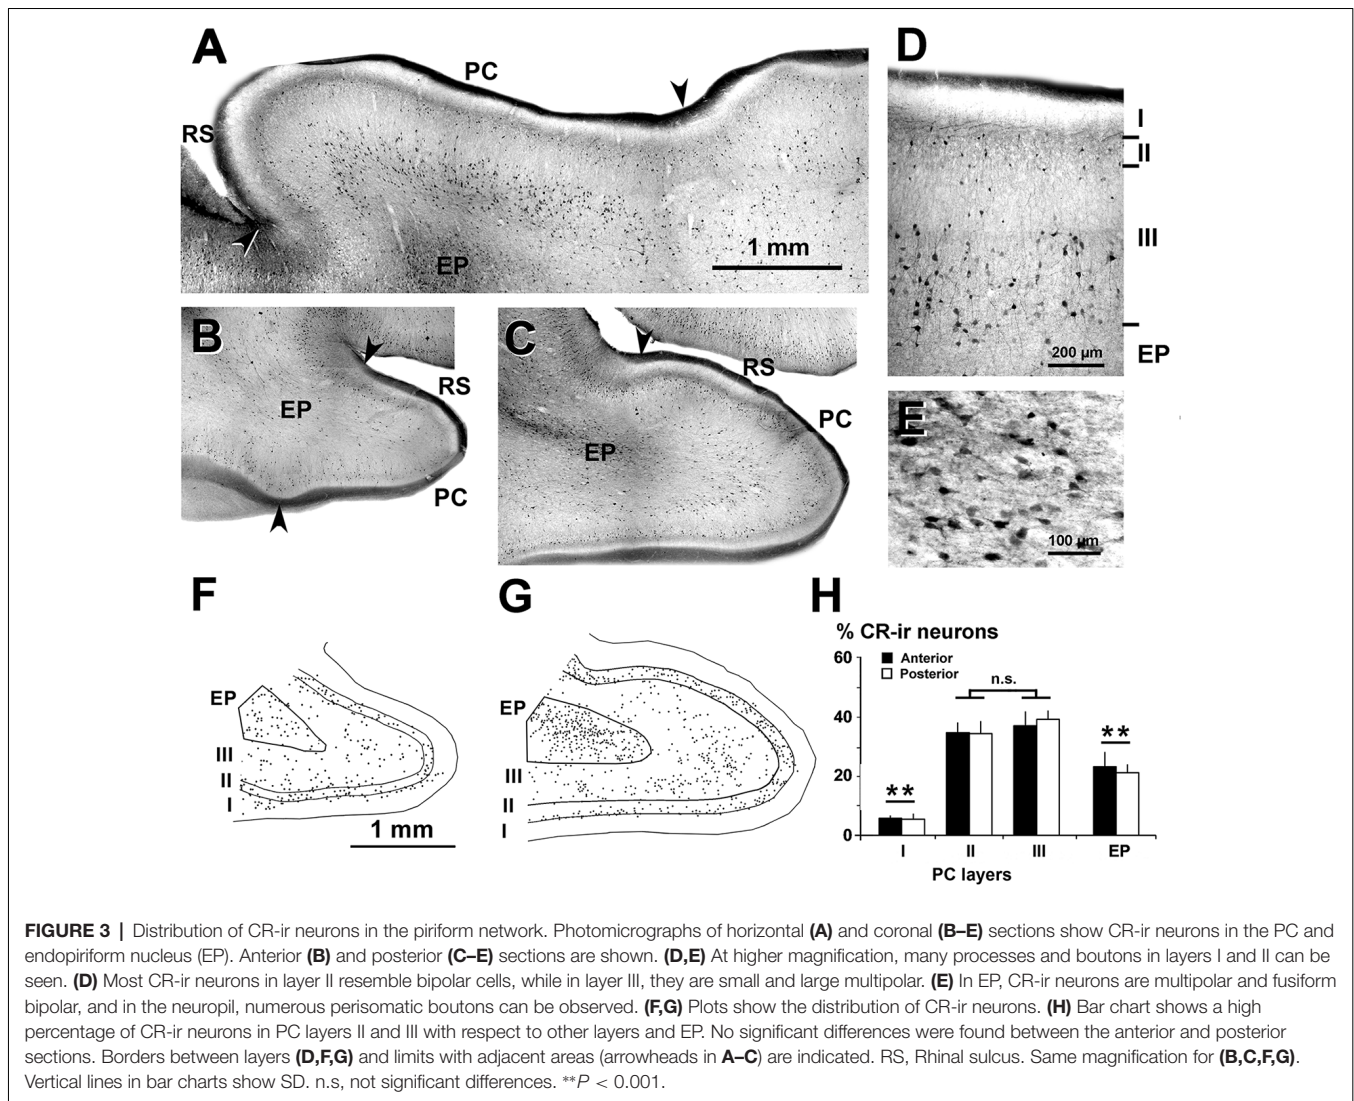 A
PC
RS
EP
1 mm
D
I
II
III
EP
200 µm
B
RS
EP
PC
C
RS
PC
EP
E
100 µm
F
EP
III
II
I
1 mm
G
EP
III
II
I
H
% CR-ir neurons
60
40
20
0
Anterior
Posterior
n.s.
**
**
I II III EP
PC layers
FIGURE 3 | Distribution of CR-ir neurons in the piriform network. Photomicrographs of horizontal (A) and coronal (B–E) sections show CR-ir neurons in the PC and
endopiriform nucleus (EP). Anterior (B) and posterior (C–E) sections are shown. (D,E) At higher magnification, many processes and boutons in layers I and II can be
seen. (D) Most CR-ir neurons in layer II resemble bipolar cells, while in layer III, they are small and large multipolar. (E) In EP, CR-ir neurons are multipolar and fusiform
bipolar, and in the neuropil, numerous perisomatic boutons can be observed. (F,G) Plots show the distribution of CR-ir neurons. (H) Bar chart shows a high
percentage of CR-ir neurons in PC layers II and III with respect to other layers and EP. No significant differences were found between the anterior and posterior
sections. Borders between layers (D,F,G) and limits with adjacent areas (arrowheads in A–C) are indicated. RS, Rhinal sulcus. Same magnification for (B,C,F,G).
Vertical lines in bar charts show SD. n.s, not significant differences. **P < 0.001.